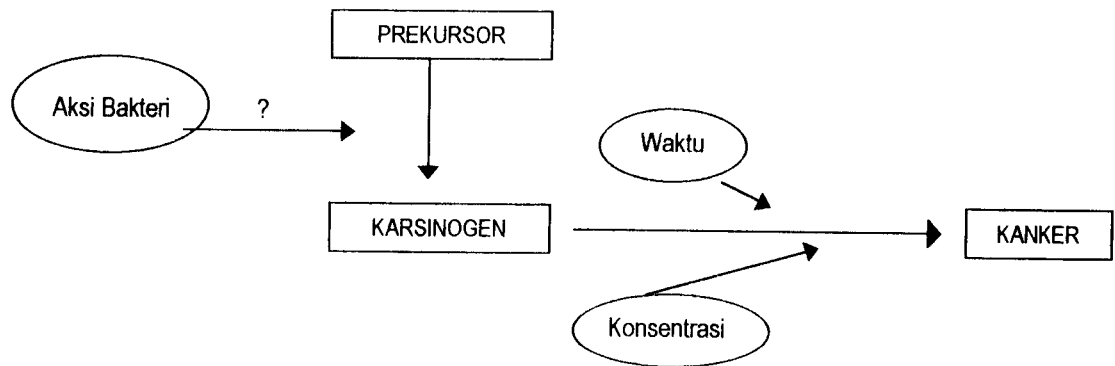 PREKURSOR
Aksi Bakteri
?
Waktu
KARSINOGEN
KANKER
Konsentrasi